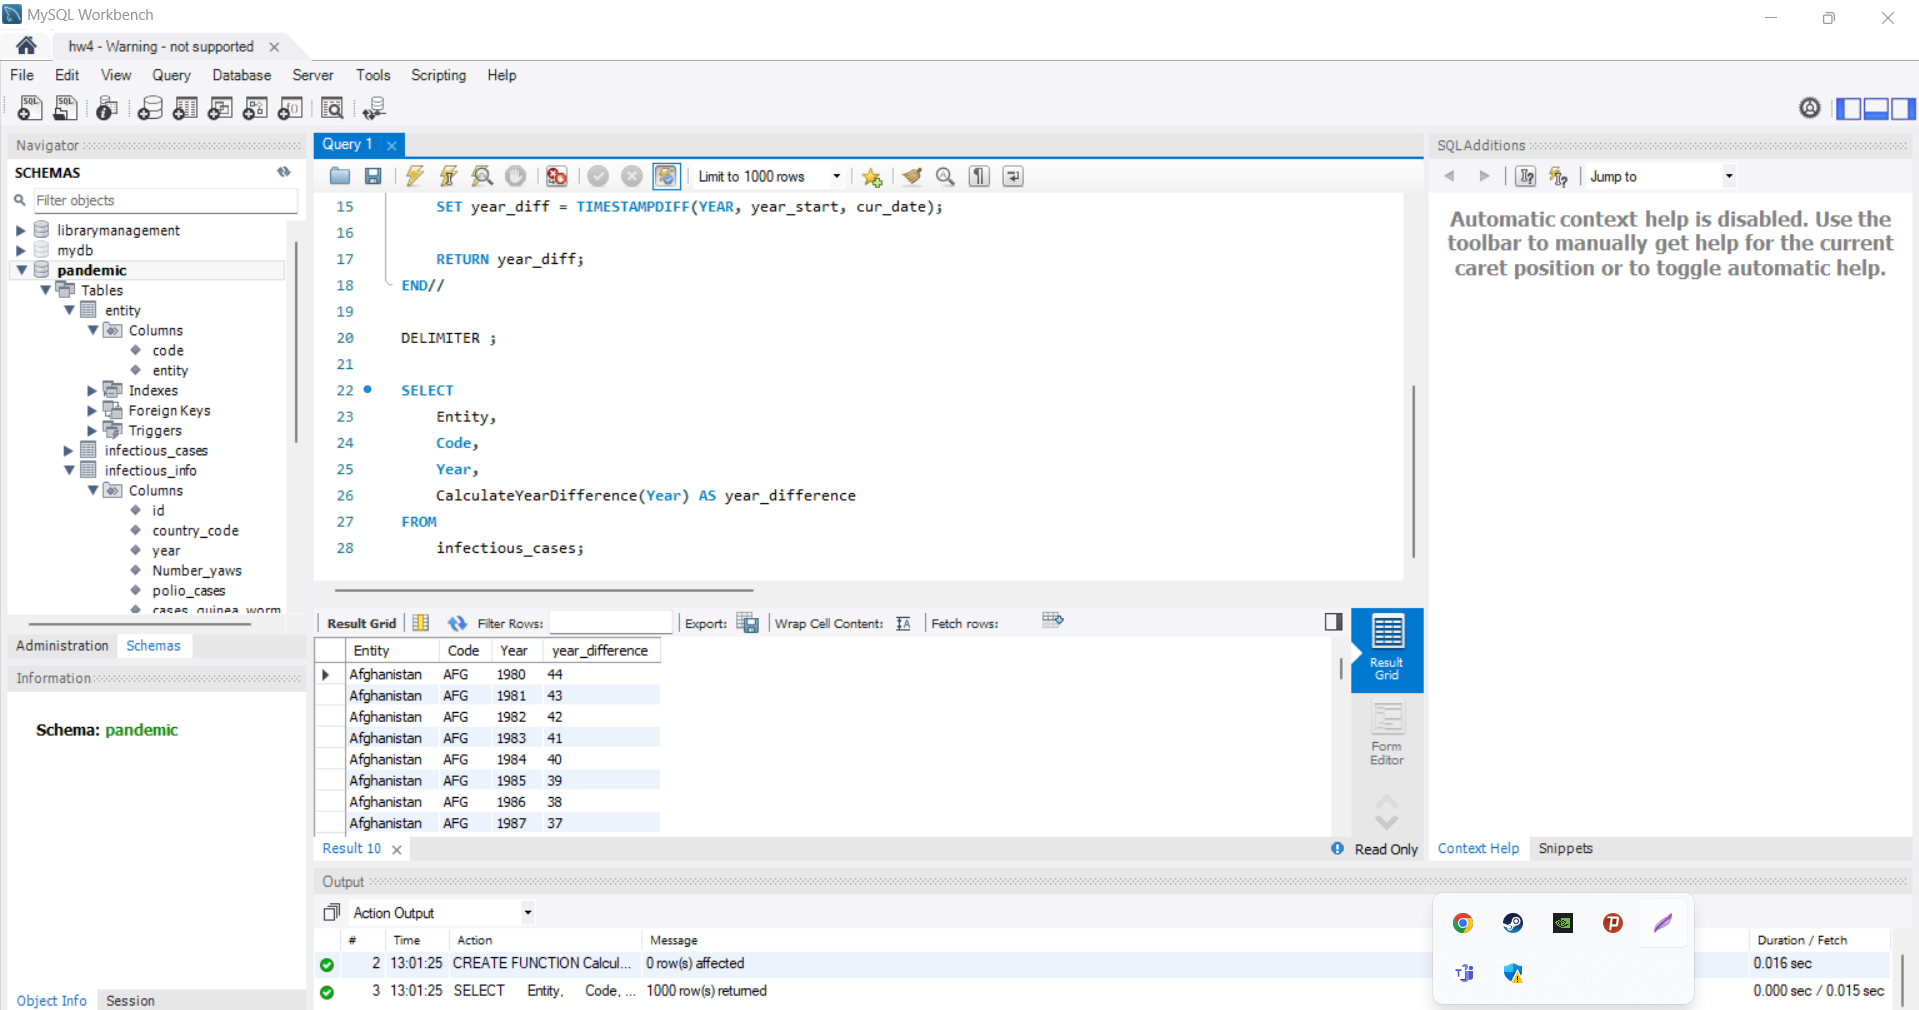 MySQL Workbench
hw4 - Warning - not supported
File Edit View Query Database Server Tools Scripting Help
Navigator
SCHEMAS
Filter objects
librarymanagement
mydb
pandemic
Tables
entity
Columns
code
entity
Indexes
Foreign Keys
Triggers
infectious_cases
infectious_info
Columns
id
country_code
year
Number_yaws
polio_cases
cases_guinea_worm
Administration Schemas
Information
Schema: pandemic
Object Info Session
Query 1
Limit to 1000 rows
15 SET year_diff = TIMESTAMPDIFF(YEAR, year_start, cur_date);
16
17 RETURN year_diff;
18 END//
19
20 DELIMITER ;
21
22 SELECT
23 Entity,
24 Code,
25 Year,
26 CalculateYearDifference(Year) AS year_difference
27 FROM
28 infectious_cases;
Result Grid Filter Rows: Export: Wrap Cell Content: Fetch rows:
Entity Code Year year_difference
Afghanistan AFG 1980 44
Afghanistan AFG 1981 43
Afghanistan AFG 1982 42
Afghanistan AFG 1983 41
Afghanistan AFG 1984 40
Afghanistan AFG 1985 39
Afghanistan AFG 1986 38
Afghanistan AFG 1987 37
Result
Grid
Form
Editor
Result 10
Read Only
SQLAdditions
Jump to
Automatic context help is disabled. Use the
toolbar to manually get help for the current
caret position or to toggle automatic help.
Context Help Snippets
Output
Action Output
# Time Action Message Duration / Fetch
2 13:01:25 CREATE FUNCTION Calcul... 0 row(s) affected 0.016 sec
3 13:01:25 SELECT Entity, Code, ... 1000 row(s) returned 0.000 sec / 0.015 sec